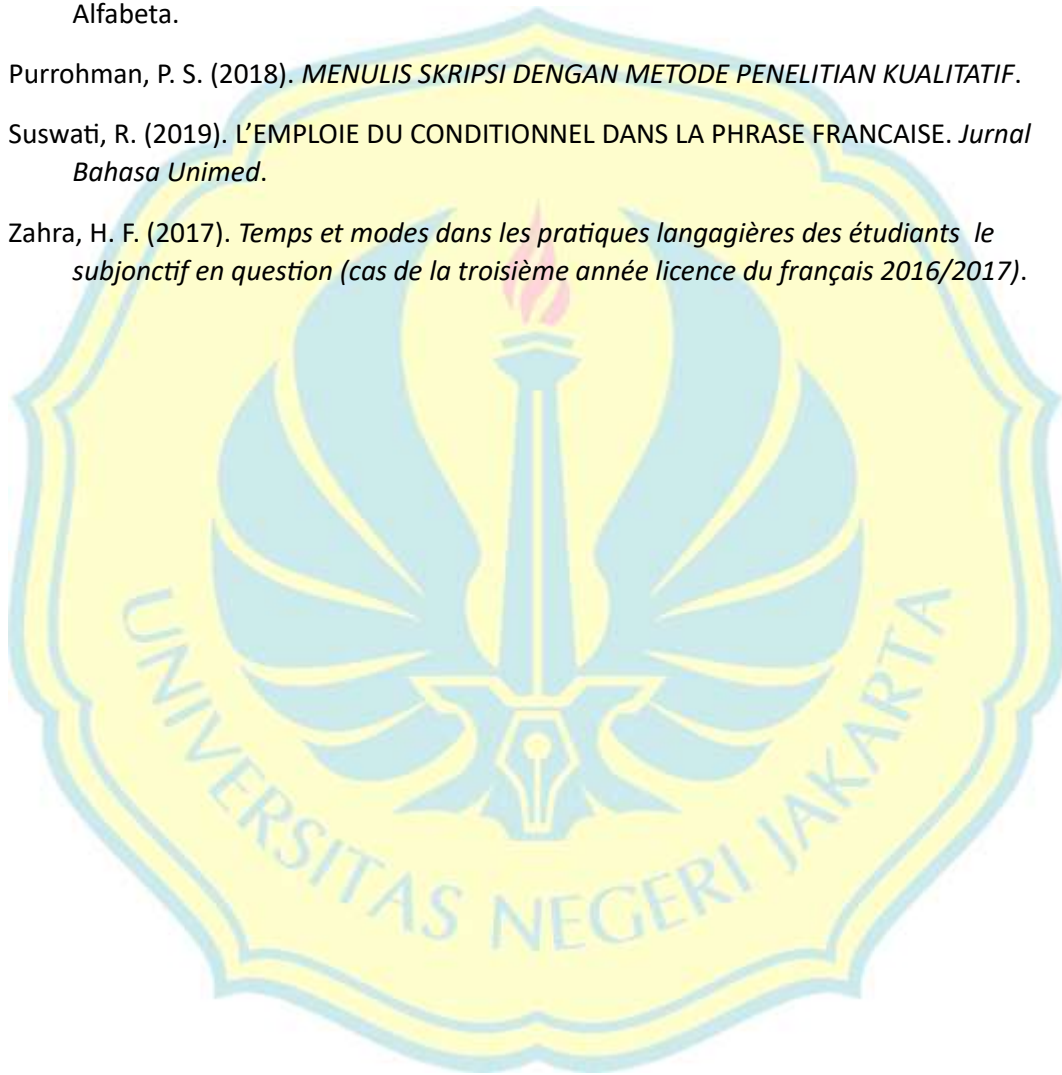 Alfabeta.
Purrohman, P. S. (2018). MENULIS SKRIPSI DENGAN METODE PENELITIAN KUALITATIF.
Suswati, R. (2019). L’EMPLOIE DU CONDITIONNEL DANS LA PHRASE FRANCAISE. Jurnal
Bahasa Unimed.
Zahra, H. F. (2017). Temps et modes dans les pratiques langagières des étudiants le
subjonctif en question (cas de la troisième année licence du français 2016/2017).
UNIVERSITAS NEGERI JAKARTA